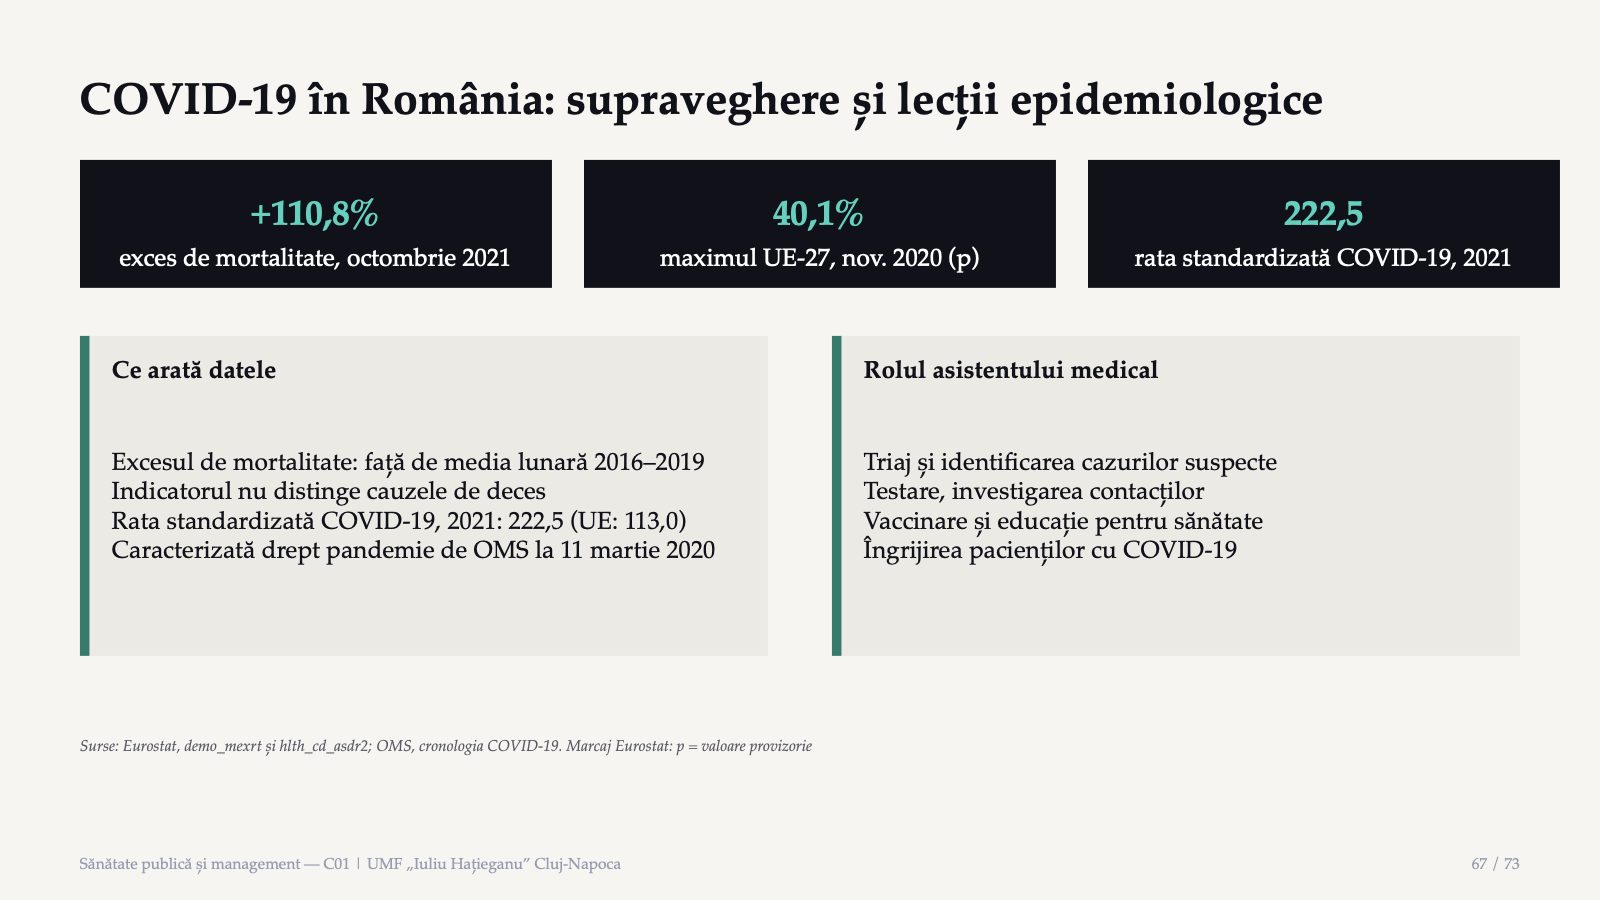 COVID-19 în România: supraveghere și lecții epidemiologice
+110,8%
exces de mortalitate, octombrie 2021
40,1%
maximul UE-27, nov. 2020 (p)
222,5
rata standardizată COVID-19, 2021
Ce arată datele
Excesul de mortalitate: față de media lunară 2016–2019
Indicatorul nu distinge cauzele de deces
Rata standardizată COVID-19, 2021: 222,5 (UE: 113,0)
Caracterizată drept pandemie de OMS la 11 martie 2020
Rolul asistentului medical
Triaj și identificarea cazurilor suspecte
Testare, investigarea contacților
Vaccinare și educație pentru sănătate
Îngrijirea pacienților cu COVID-19
Surse: Eurostat, demo_mexrt și hlth_cd_asdr2; OMS, cronologia COVID-19. Marcaj Eurostat: p = valoare provizorie
Sănătate publică și management — C01 | UMF „Iuliu Hațieganu” Cluj-Napoca
67 / 73